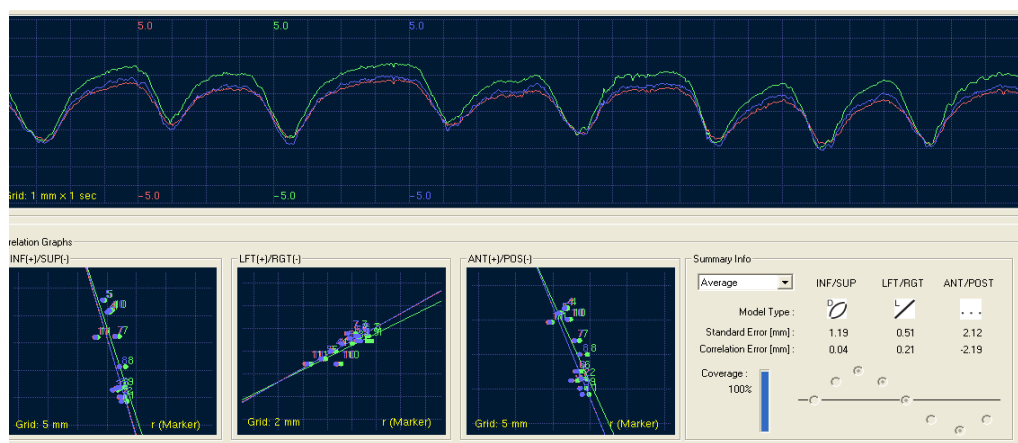 5.0 5.0 5.0
Grid: 1 mm × 1 sec -5.0 -5.0 -5.0
relation Graphs
INF(+)/SUP(-) LFT(+)/RGT(-) ANT(+)/POS(-) Summary Info
Average INF/SUP LFT/RGT ANT/POST
Model Type : D L ...
Standard Error [mm] : 1.19 0.51 2.12
Correlation Error [mm] : 0.04 0.21 -2.19
Coverage :
100%
Grid: 5 mm r (Marker) Grid: 2 mm r (Marker) Grid: 5 mm r (Marker)